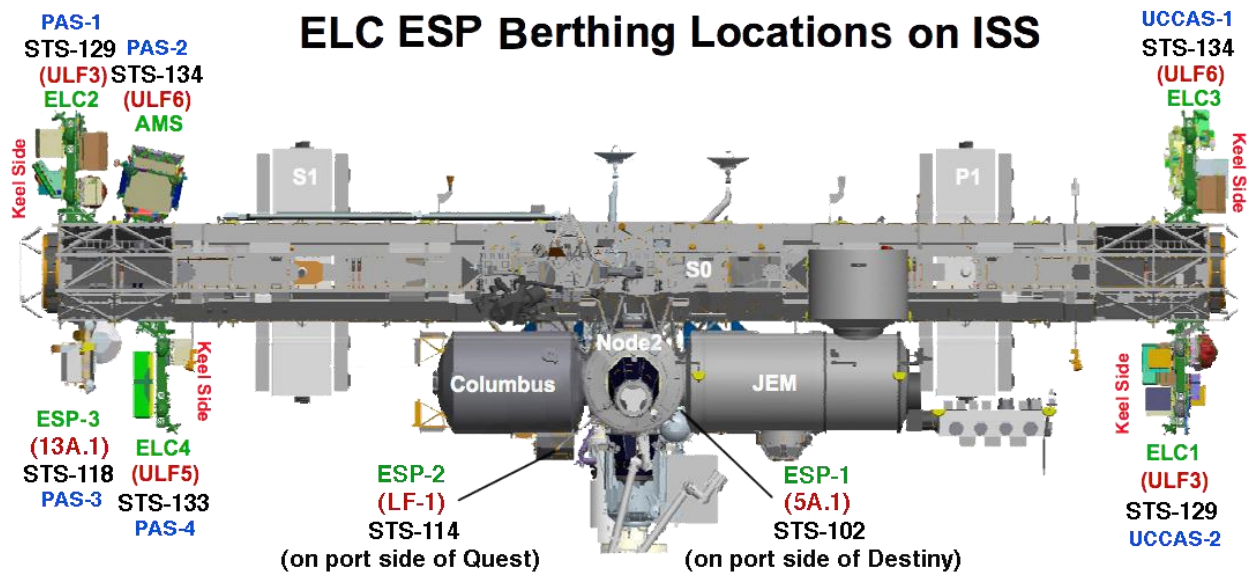 ELC ESP Berthing Locations on ISS
PAS-1
STS-129
(ULF3)
ELC2
PAS-2
STS-134
(ULF6)
AMS
UCCAS-1
STS-134
(ULF6)
ELC3
Keel Side
Keel Side
S1
P1
S0
Node2
Columbus
JEM
Keel Side
Keel Side
ESP-3
(13A.1)
STS-118
PAS-3
ELC4
(ULF5)
STS-133
PAS-4
ESP-2
(LF-1)
STS-114
(on port side of Quest)
ESP-1
(5A.1)
STS-102
(on port side of Destiny)
ELC1
(ULF3)
STS-129
UCCAS-2